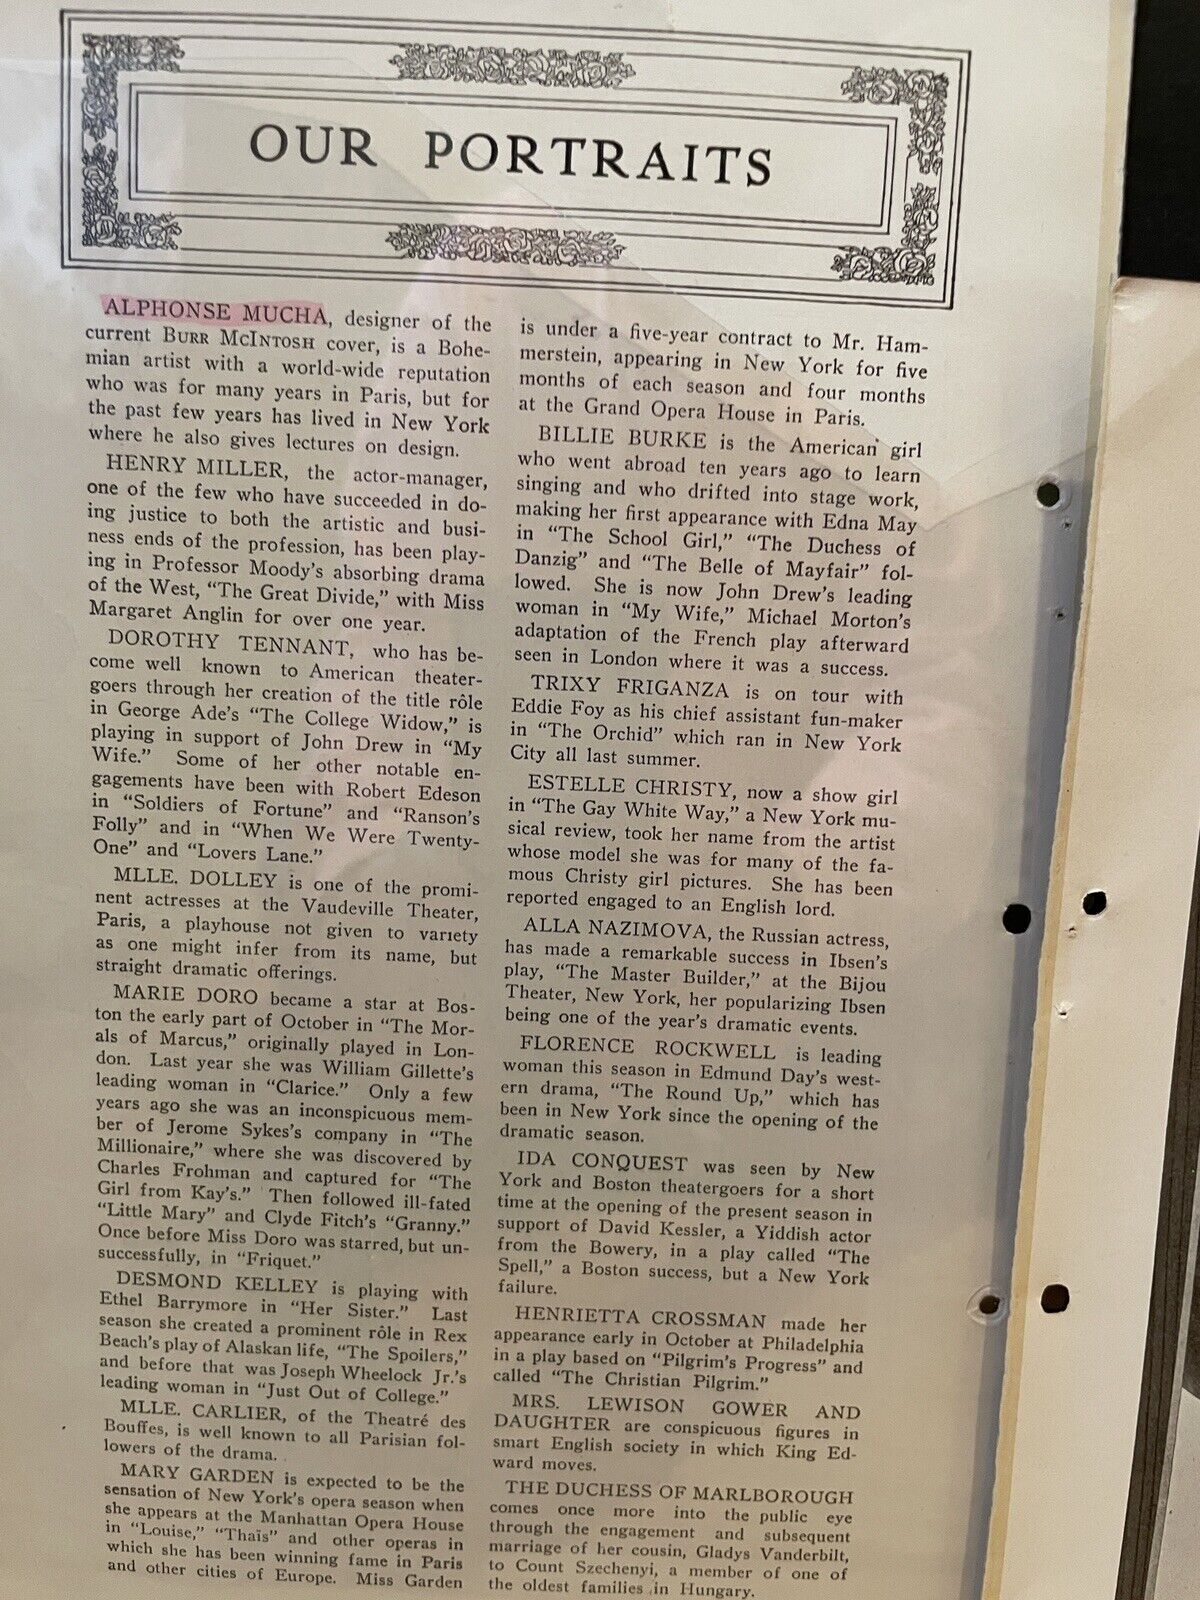 OUR PORTRAITS
ALPHONSE MUCHA, designer of the
current BURR MCINTOSH cover, is a Bohe-
mian artist with a world-wide reputation
who was for many years in Paris, but for
the past few years has lived in New York
where he also gives lectures on design.
HENRY MILLER, the actor-manager,
one of the few who have succeeded in do-
ing justice to both the artistic and busi-
ness ends of the profession, has been play-
ing in Professor Moody's absorbing drama
of the West, "The Great Divide," with Miss
Margaret Anglin for over one year.
DOROTHY TENNANT, who has be-
come well known to American theater-
goers through her creation of the title rôle
in George Ade's "The College Widow," is
playing in support of John Drew in "My
Wife." Some of her other notable en-
gagements have been with Robert Edeson
in "Soldiers of Fortune" and "Ranson's
Folly" and in "When We Were Twenty-
One" and "Lovers Lane."
MLLE. DOLLEY is one of the promi-
nent actresses at the Vaudeville Theater,
Paris, a playhouse not given to variety
as one might infer from its name, but
straight dramatic offerings.
MARIE DORO became a star at Bos-
ton the early part of October in "The Mor-
als of Marcus," originally played in Lon-
don. Last year she was William Gillette's
leading woman in "Clarice." Only a few
years ago she was an inconspicuous mem-
ber of Jerome Sykes's company in "The
Millionaire," where she was discovered by
Charles Frohman and captured for "The
Girl from Kay's." Then followed ill-fated
"Little Mary" and Clyde Fitch's "Granny."
Once before Miss Doro was starred, but un-
successfully, in "Friquet."
DESMOND KELLEY is playing with
Ethel Barrymore in "Her Sister." Last
season she created a prominent rôle in Rex
Beach's play of Alaskan life, "The Spoilers,"
and before that was Joseph Wheelock Jr.'s
leading woman in "Just Out of College."
MLLE. CARLIER, of the Theatré des
Bouffes, is well known to all Parisian fol-
lowers of the drama.
MARY GARDEN is expected to be the
sensation of New York's opera season when
she appears at the Manhattan Opera House
in "Louise," "Thaïs" and other operas in
which she has been winning fame in Paris
and other cities of Europe. Miss Garden
is under a five-year contract to Mr. Ham-
merstein, appearing in New York for five
months of each season and four months
at the Grand Opera House in Paris.
BILLIE BURKE is the American girl
who went abroad ten years ago to learn
singing and who drifted into stage work,
making her first appearance with Edna May
in "The School Girl," "The Duchess of
Danzig" and "The Belle of Mayfair" fol-
lowed. She is now John Drew's leading
woman in "My Wife," Michael Morton's
adaptation of the French play afterward
seen in London where it was a success.
TRIXY FRIGANZA is on tour with
Eddie Foy as his chief assistant fun-maker
in "The Orchid" which ran in New York
City all last summer.
ESTELLE CHRISTY, now a show girl
in "The Gay White Way," a New York mu-
sical review, took her name from the artist
whose model she was for many of the fa-
mous Christy girl pictures. She has been
reported engaged to an English lord.
ALLA NAZIMOVA, the Russian actress,
has made a remarkable success in Ibsen's
play, "The Master Builder," at the Bijou
Theater, New York, her popularizing Ibsen
being one of the year's dramatic events.
FLORENCE ROCKWELL is leading
woman this season in Edmund Day's west-
ern drama, "The Round Up," which has
been in New York since the opening of the
dramatic season.
IDA CONQUEST was seen by New
York and Boston theatergoers for a short
time at the opening of the present season in
support of David Kessler, a Yiddish actor
from the Bowery, in a play called "The
Spell," a Boston success, but a New York
failure.
HENRIETTA CROSSMAN made her
appearance early in October at Philadelphia
in a play based on "Pilgrim's Progress" and
called "The Christian Pilgrim."
MRS. LEWISON GOWER AND
DAUGHTER are conspicuous figures in
smart English society in which King Ed-
ward moves.
THE DUCHESS OF MARLBOROUGH
comes once more into the public eye
through the engagement and subsequent
marriage of her cousin, Gladys Vanderbilt,
to Count Szechenyi, a member of one of
the oldest families in Hungary.